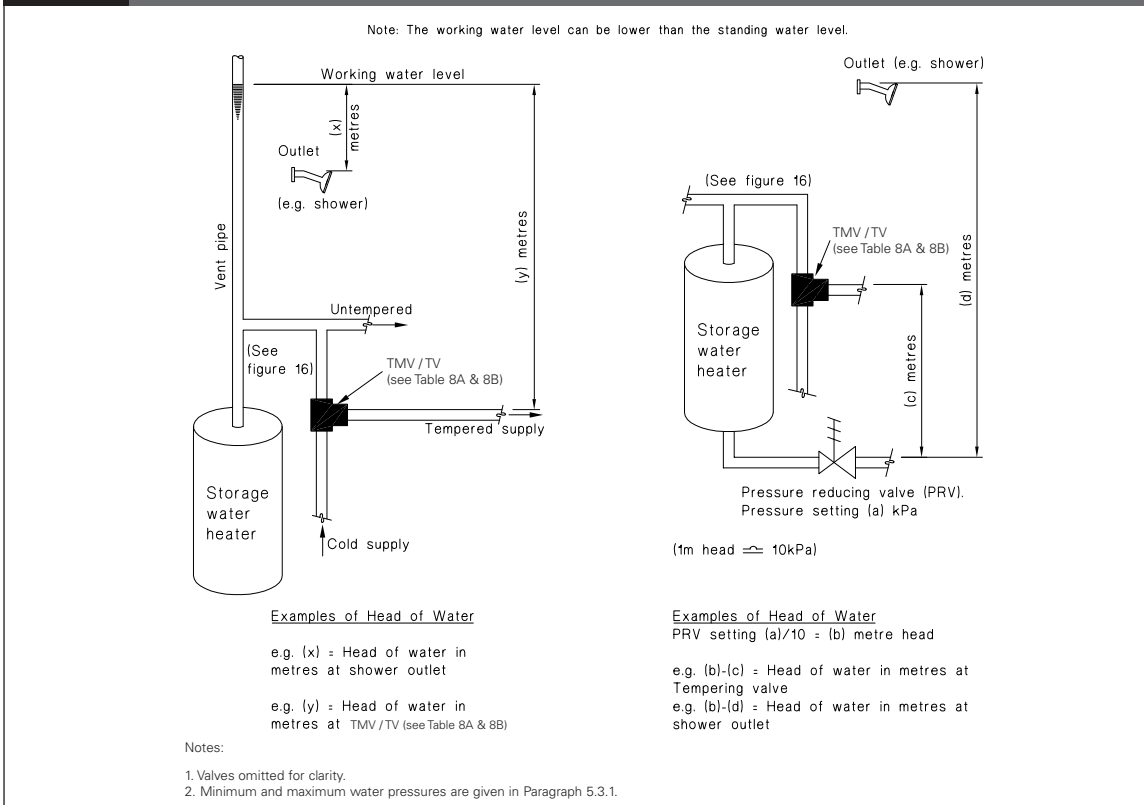 Note: The working water level can be lower than the standing water level.
Working water level
(x)
metres
Outlet
(e.g. shower)
(y) metres
Vent pipe
Untempered
(See
figure 16)
TMV / TV
(see Table 8A & 8B)
Tempered supply
Storage
water
heater
Cold supply
Examples of Head of Water
e.g. (x) = Head of water in
metres at shower outlet
e.g. (y) = Head of water in
metres at TMV / TV (see Table 8A & 8B)
Outlet (e.g. shower)
(See figure 16)
TMV / TV
(see Table 8A & 8B)
(d) metres
(c) metres
Storage
water
heater
Pressure reducing valve (PRV).
Pressure setting (a) kPa
(1m head ≏ 10kPa)
Examples of Head of Water
PRV setting (a)/10 = (b) metre head
e.g. (b)-(c) = Head of water in metres at
Tempering valve
e.g. (b)-(d) = Head of water in metres at
shower outlet
Notes:
1. Valves omitted for clarity.
2. Minimum and maximum water pressures are given in Paragraph 5.3.1.